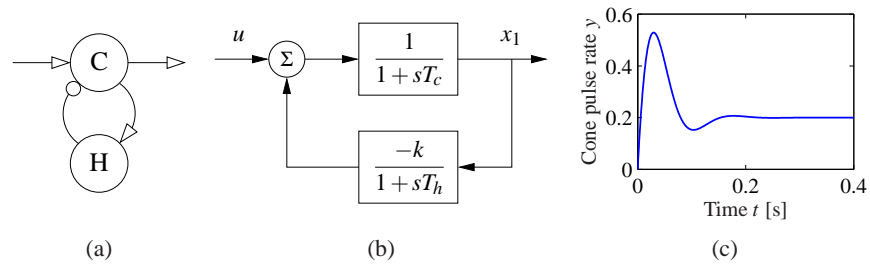 C
H
(a)
u
Σ
1
1 + sT_c
x_1
−k
1 + sT_h
(b)
Cone pulse rate y
0.6
0.4
0.2
0
0
0.2
0.4
Time t [s]
(c)